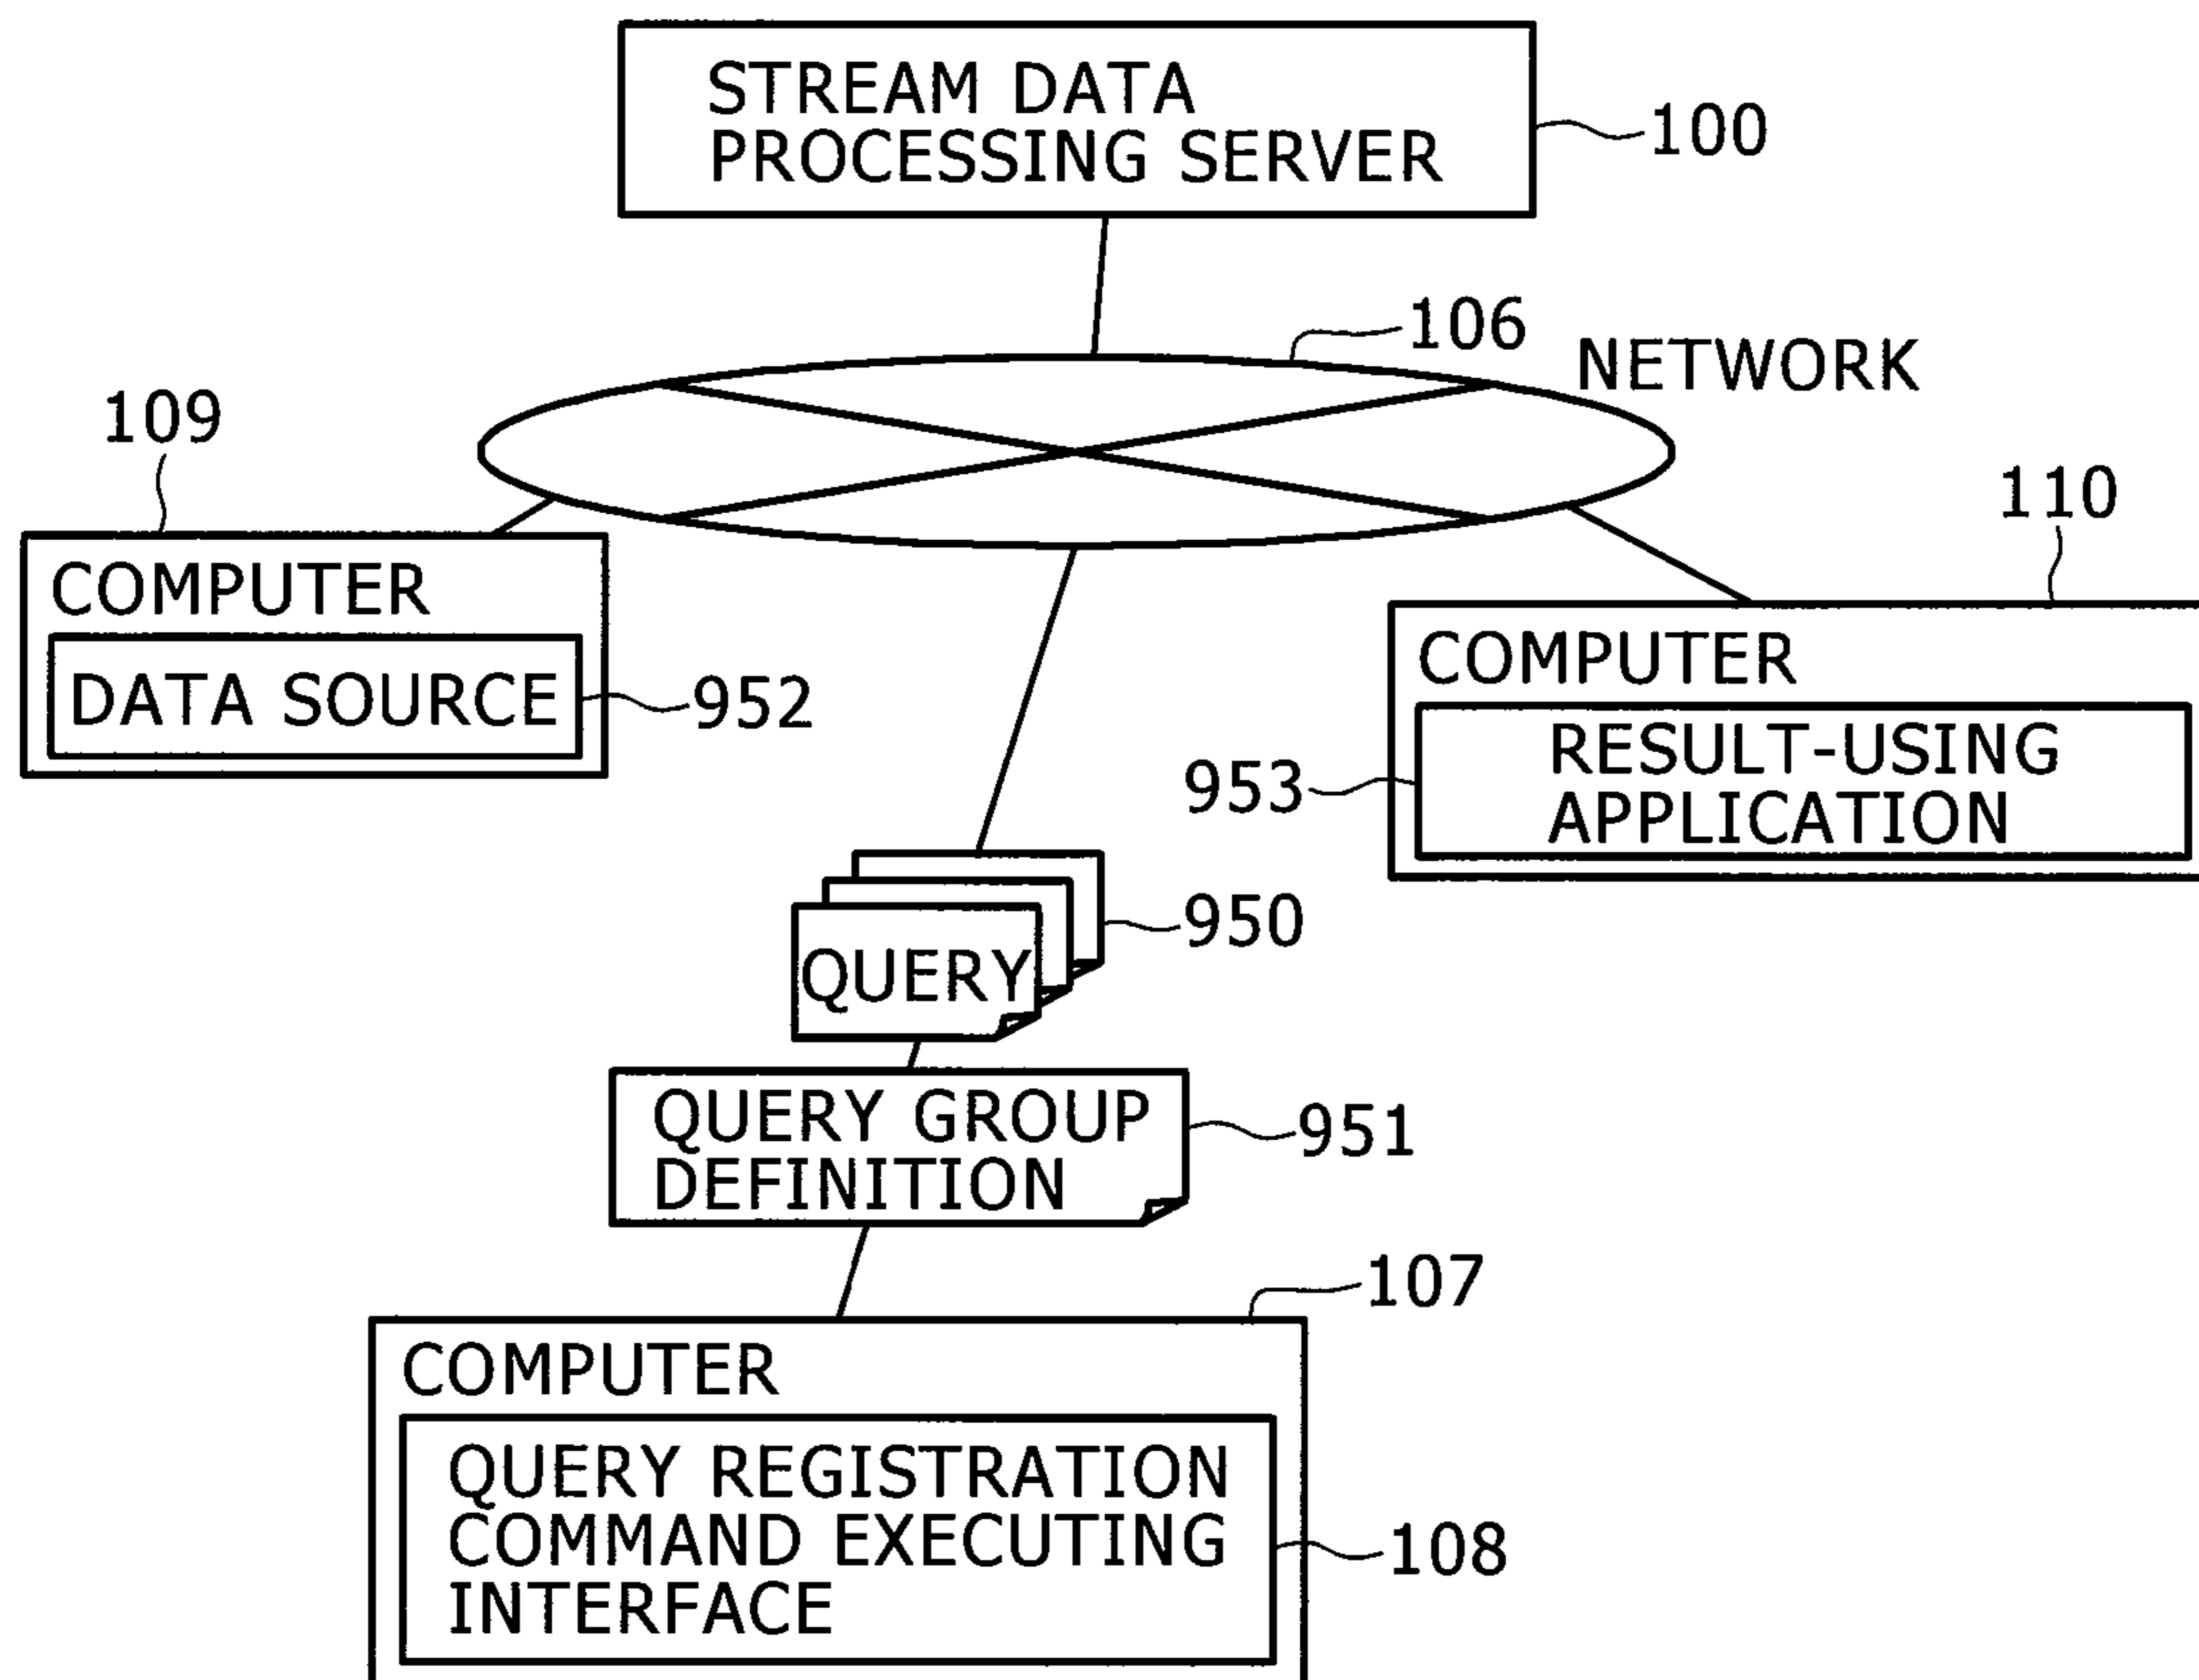 STREAM DATA
PROCESSING SERVER
100
106
NETWORK
109
110
COMPUTER
DATA SOURCE
952
COMPUTER
RESULT-USING
APPLICATION
953
950
QUERY
QUERY GROUP
DEFINITION
951
107
COMPUTER
QUERY REGISTRATION
COMMAND EXECUTING
INTERFACE
108